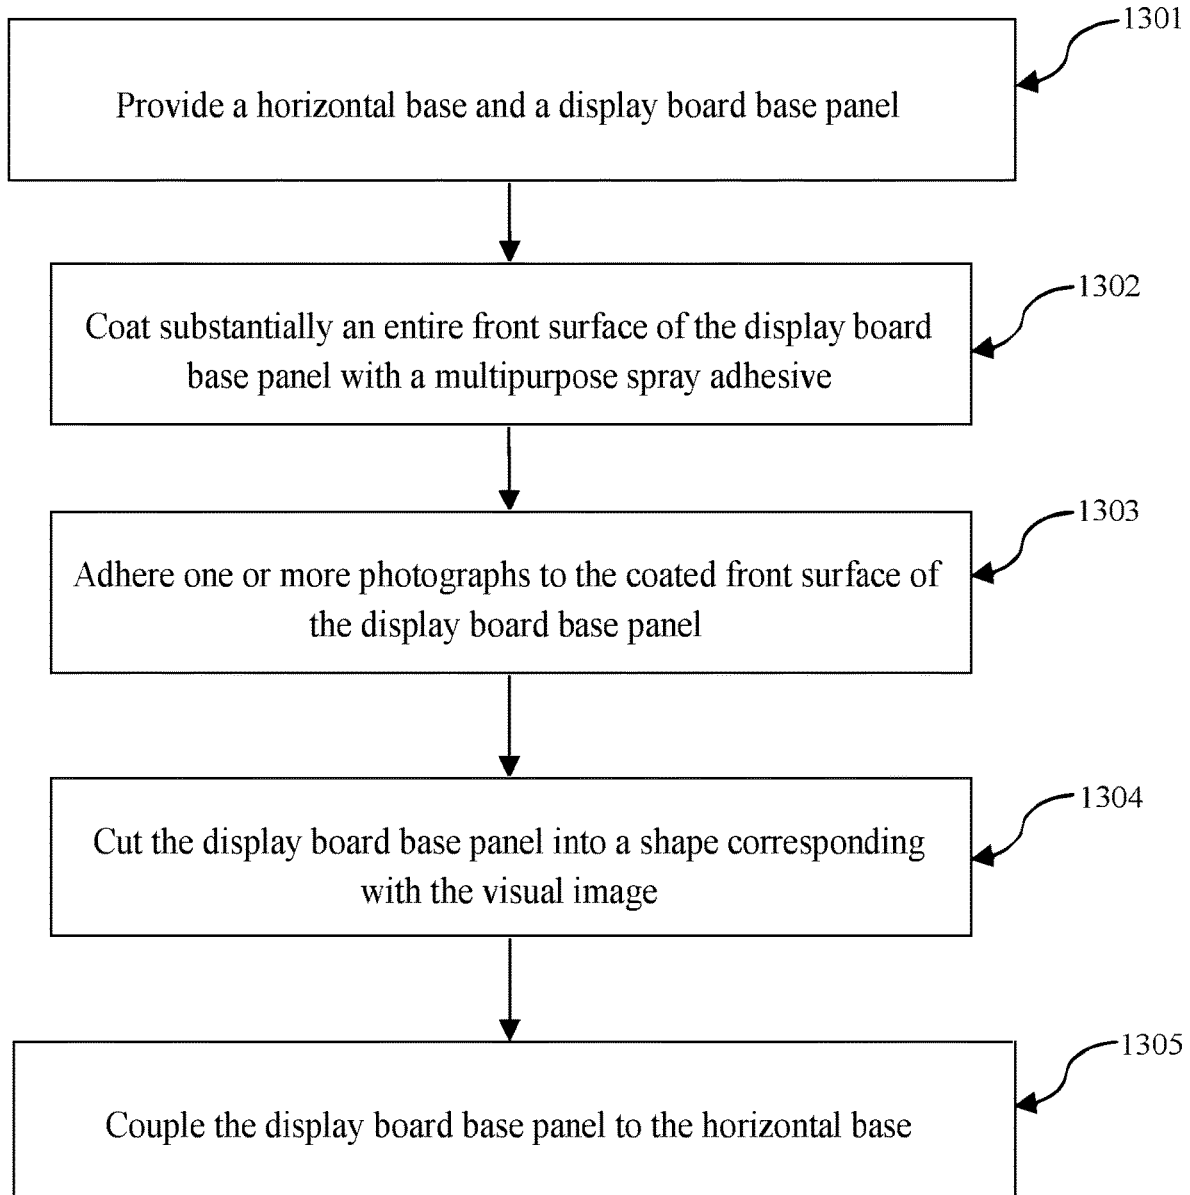 1301
Provide a horizontal base and a display board base panel
1302
Coat substantially an entire front surface of the display board
base panel with a multipurpose spray adhesive
1303
Adhere one or more photographs to the coated front surface of
the display board base panel
1304
Cut the display board base panel into a shape corresponding
with the visual image
1305
Couple the display board base panel to the horizontal base